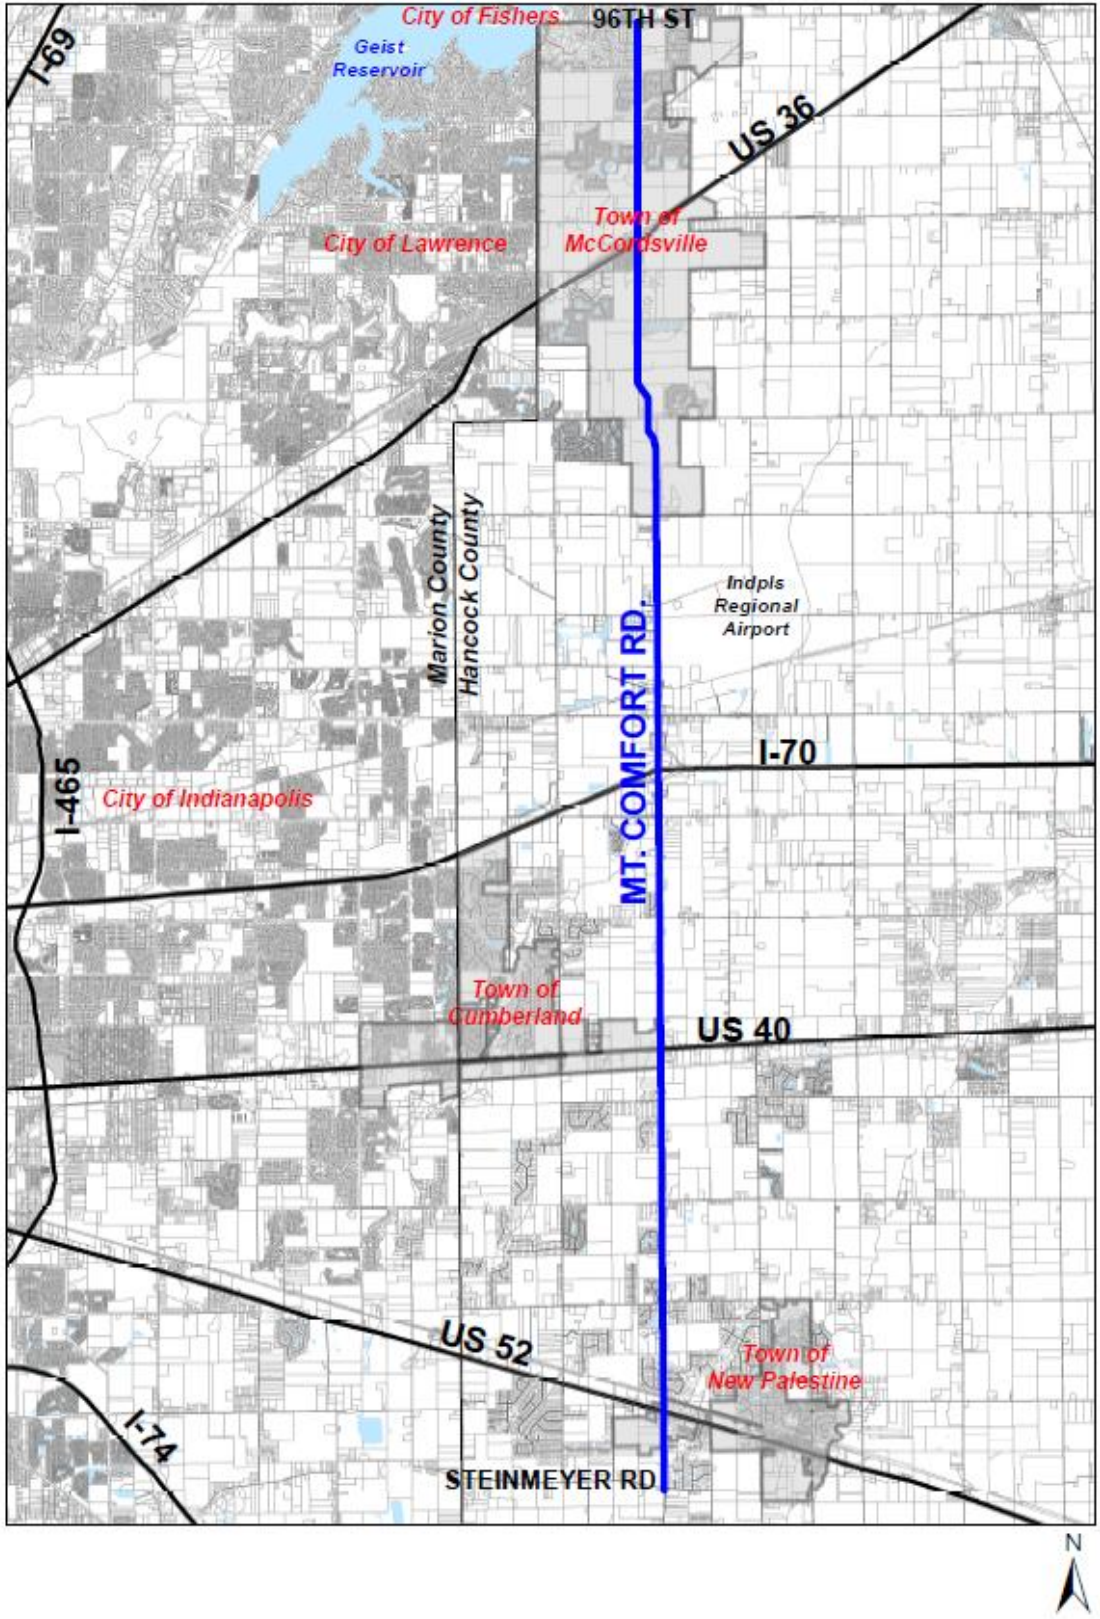 City of Fishers
96TH ST
I-69
Geist
Reservoir
US 36
Town of
McCordsville
City of Lawrence
Marion County
Hancock County
Indpls
Regional
Airport
MT. COMFORT RD.
I-70
I-465
City of Indianapolis
Town of
Cumberland
US 40
US 52
Town of
New Palestine
I-74
STEINMEYER RD
N